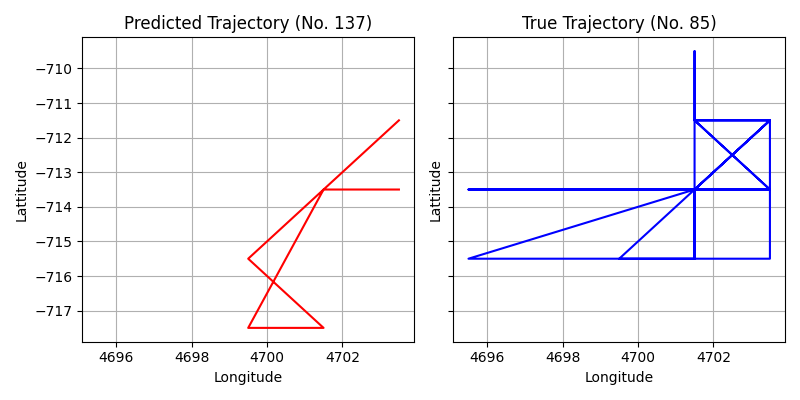 Predicted Trajectory (No. 137)
True Trajectory (No. 85)
Lattitude
−710
−711
−712
−713
−714
−715
−716
−717
4696
4698
4700
4702
Longitude
Lattitude
4696
4698
4700
4702
Longitude